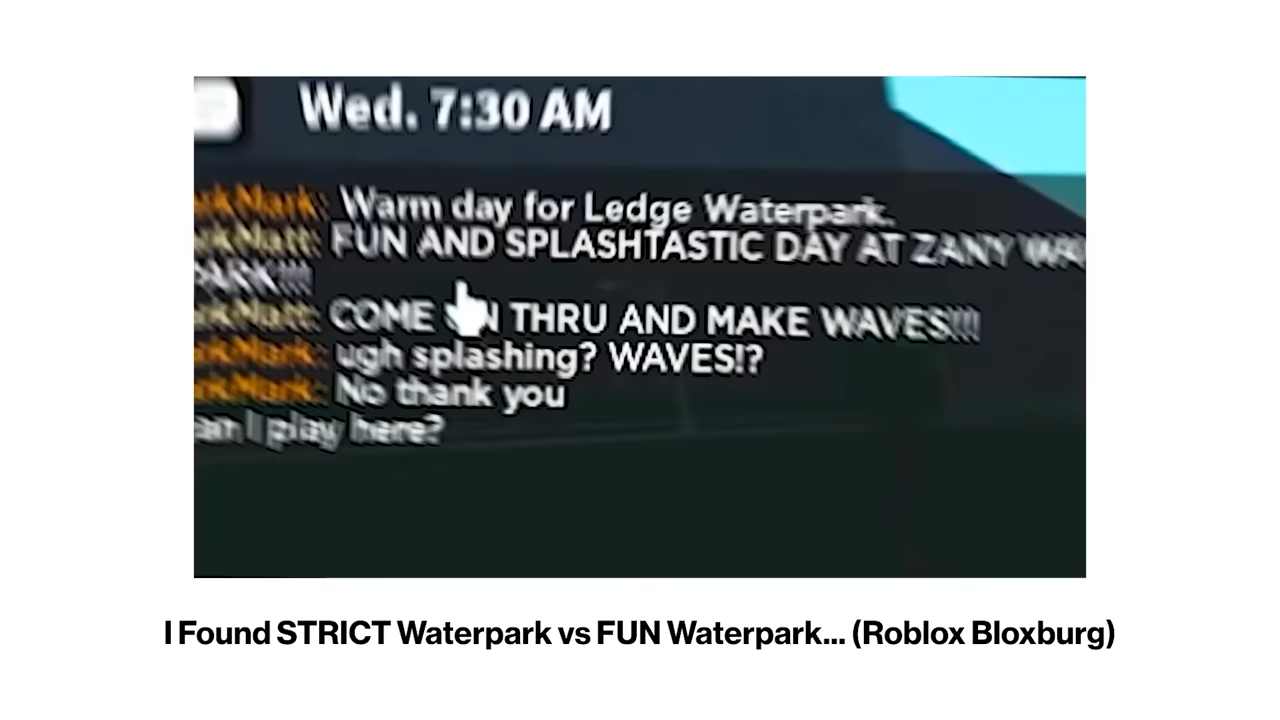 Wed. 7:30 AM
Warm day for Ledge Waterpark.
FUN AND SPLASHTASTIC DAY AT ZANY
PARK!!!
COME THRU AND MAKE WAVES!!!
ugh splashing? WAVES!?
No thank you
I play here?
I Found STRICT Waterpark vs FUN Waterpark... (Roblox Bloxburg)